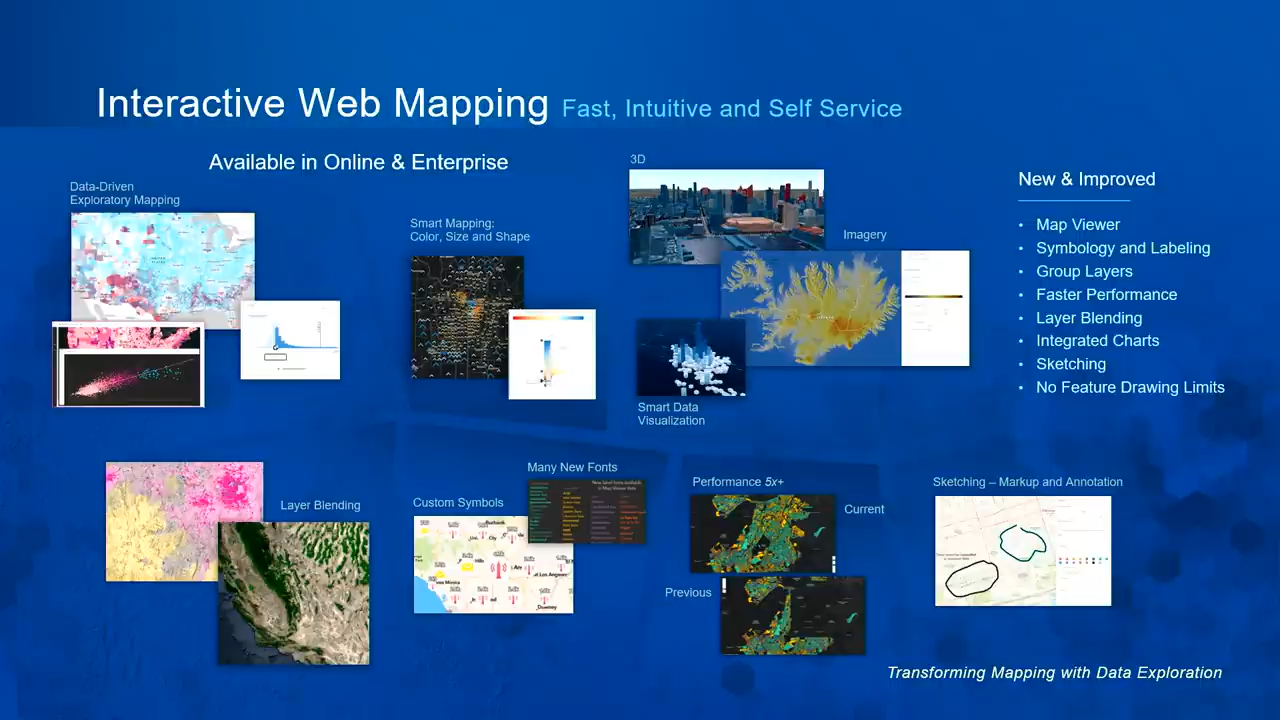 Interactive Web Mapping Fast, Intuitive and Self Service
Available in Online & Enterprise
Data-Driven
Exploratory Mapping
Smart Mapping:
Color, Size and Shape
3D
Imagery
Smart Data
Visualization
New & Improved
• Map Viewer
• Symbology and Labeling
• Group Layers
• Faster Performance
• Layer Blending
• Integrated Charts
• Sketching
• No Feature Drawing Limits
Layer Blending
Custom Symbols
Many New Fonts
Burbank
Downey
Performance 5x+
Current
Previous
Sketching – Markup and Annotation
Transforming Mapping with Data Exploration